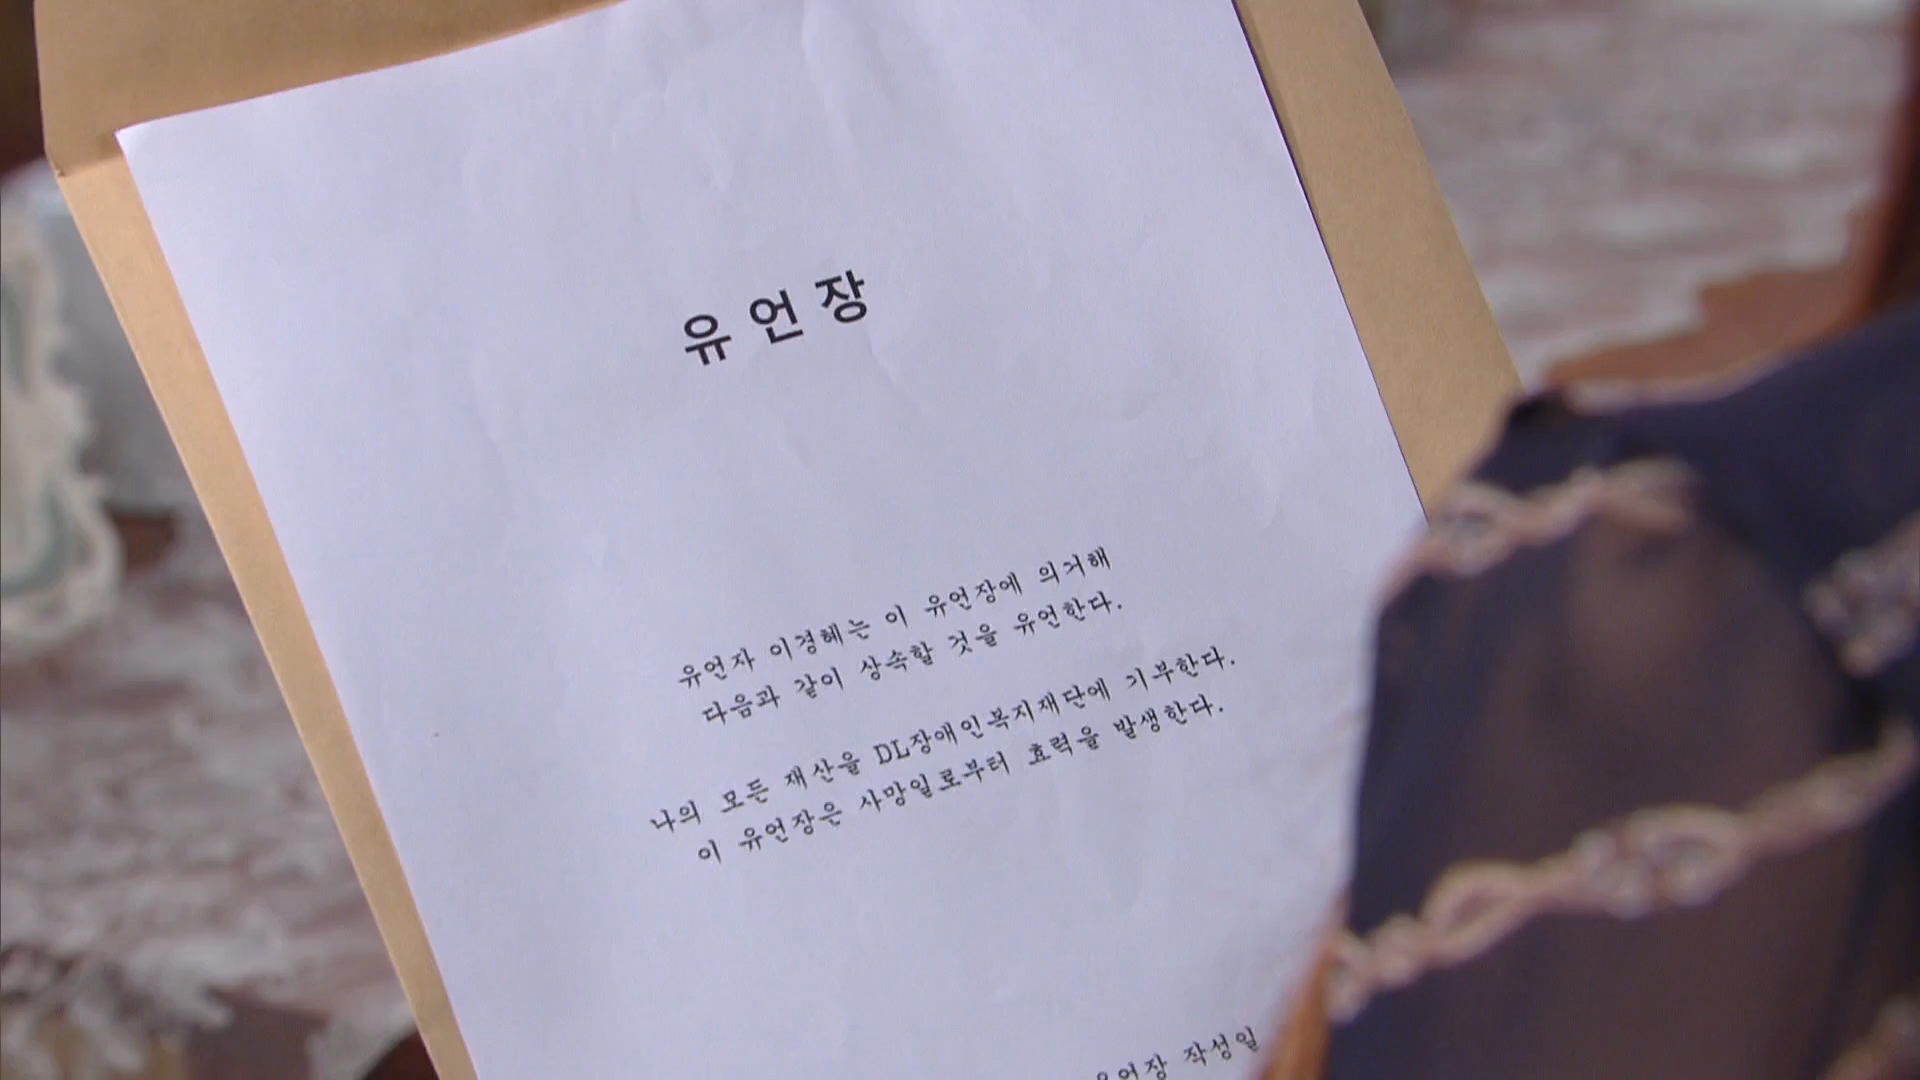 유언장
유언자 이경혜는 이 유언장에 의거해
다음과 같이 상속할 것을 유언한다.
나의 모든 재산을 DL장애인복지재단에 기부한다.
이 유언장은 사망일로부터 효력을 발생한다.
유언장 작성일